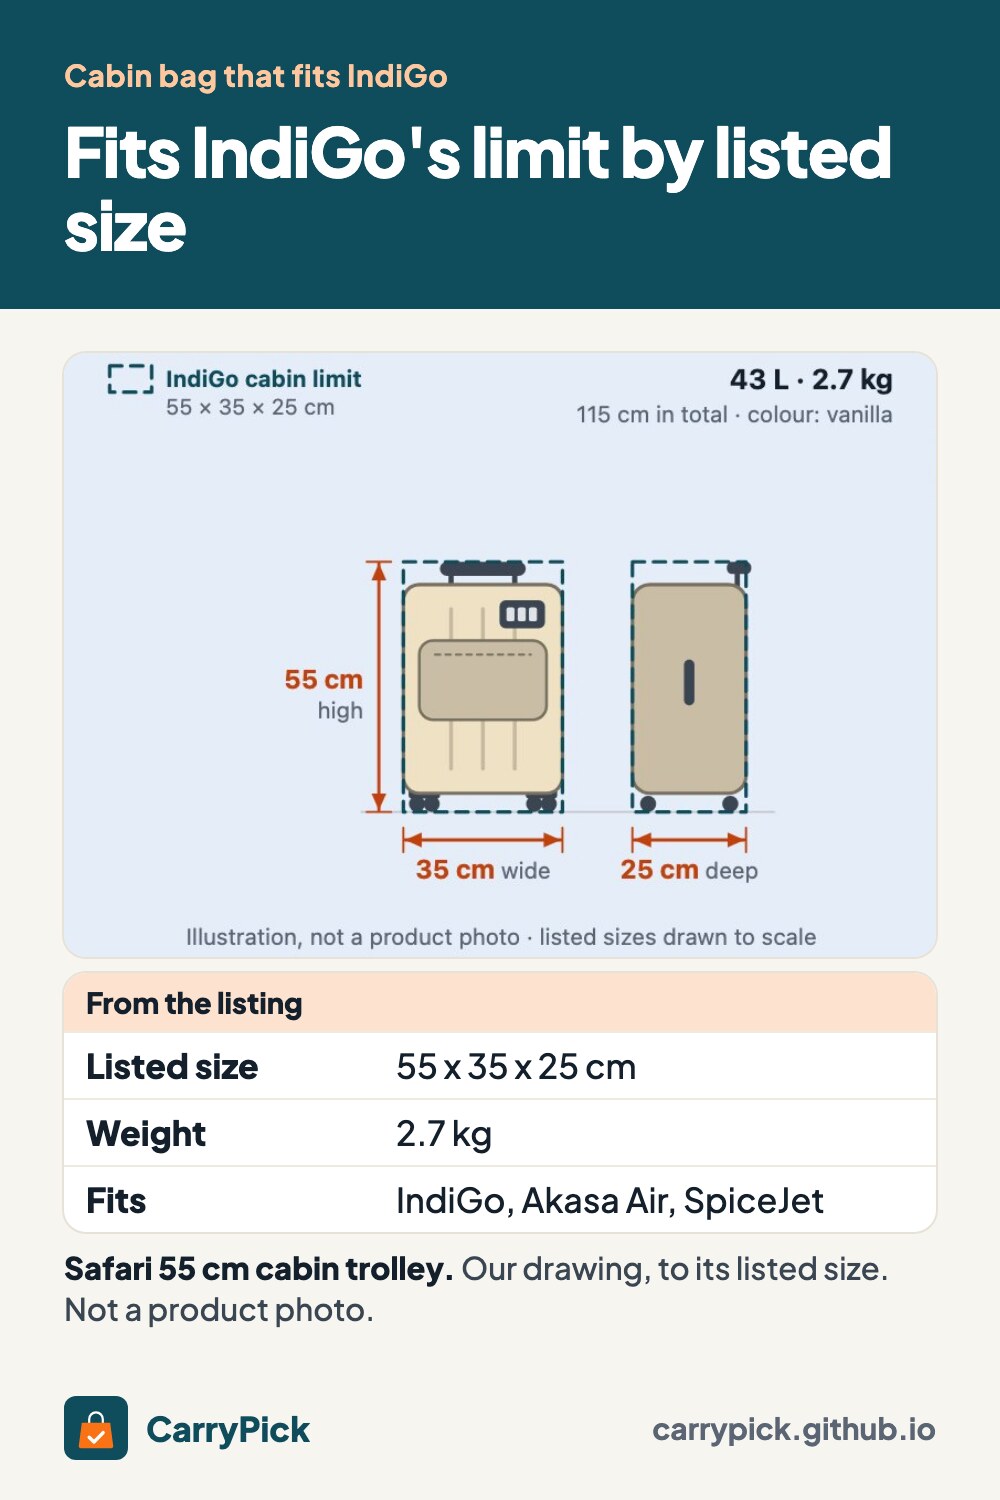 Cabin bag that fits IndiGo
Fits IndiGo's limit by listed
size
IndiGo cabin limit
55 × 35 × 25 cm
43 L · 2.7 kg
115 cm in total · colour: vanilla
55 cm
high
35 cm wide
25 cm deep
Illustration, not a product photo · listed sizes drawn to scale
From the listing
Listed size 55 x 35 x 25 cm
Weight 2.7 kg
Fits IndiGo, Akasa Air, SpiceJet
Safari 55 cm cabin trolley. Our drawing, to its listed size.
Not a product photo.
CarryPick
carrypick.github.io